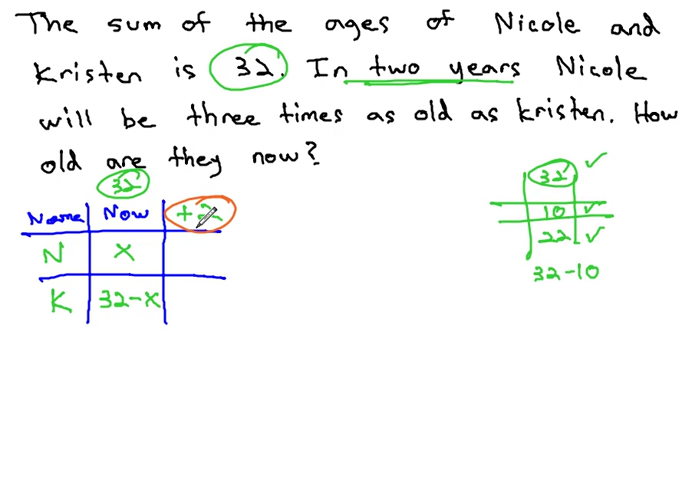 The sum of the ages of Nicole and
Kristen is 32. In two years Nicole
will be three times as old as Kristen. How
old are they now?
32
Name Now +2
N X
K 32-X
32
10
22
32-10